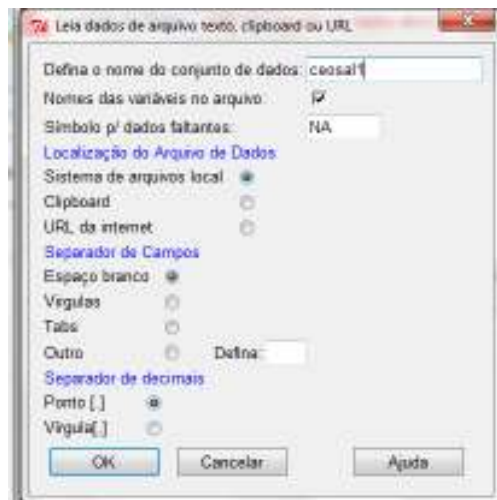 Leia dados de arquivo texto, clipboard ou URL
Defina o nome do conjunto de dados: ceosal1
Nomes das variáveis no arquivo:
Símbolo p/ dados faltantes: NA
Localização do Arquivo de Dados
Sistema de arquivos local
Clipboard
URL da internet
Separador de Campos
Espaço branco
Vírgulas
Tabs
Outro Defina:
Separador de decimais
Ponto [.]
Vírgula[,]
OK Cancelar Ajuda